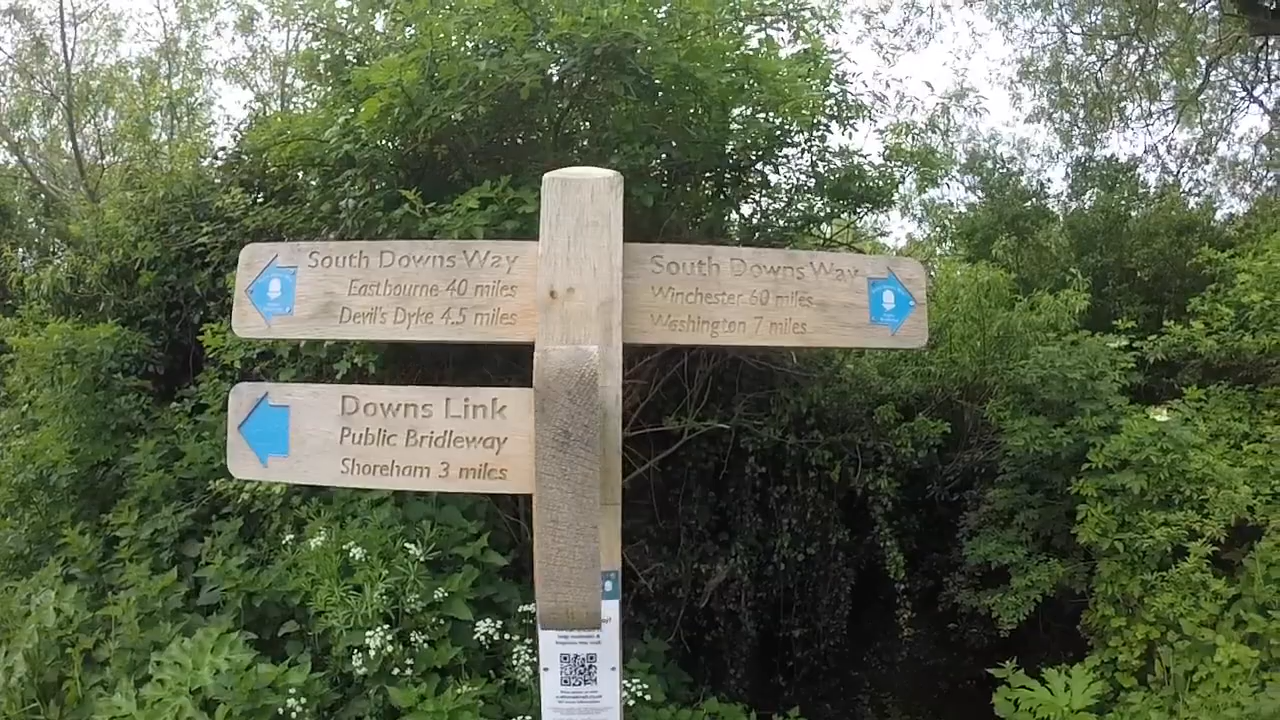 South Downs Way
Eastbourne 40 miles
Devil's Dyke 4.5 miles
South Downs Way
Winchester 60 miles
Washington 7 miles
Downs Link
Public Bridleway
Shoreham 3 miles